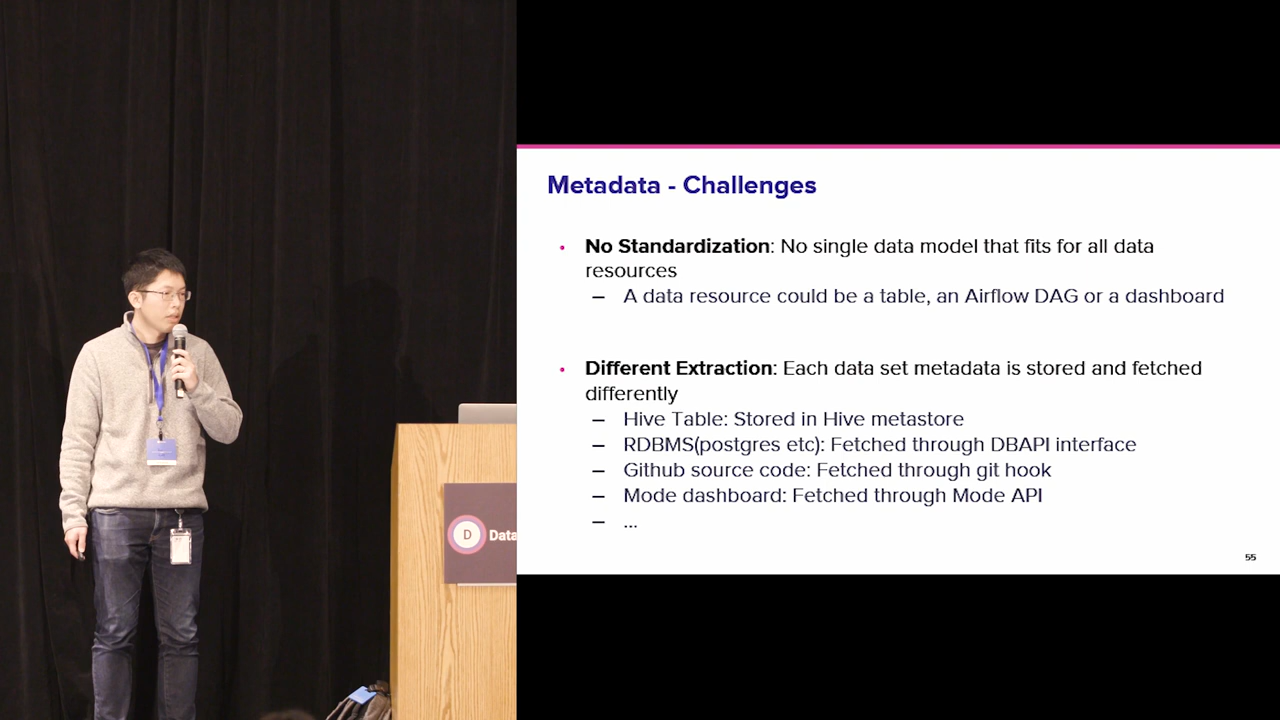 Metadata - Challenges
• No Standardization: No single data model that fits for all data
resources
– A data resource could be a table, an Airflow DAG or a dashboard
• Different Extraction: Each data set metadata is stored and fetched
differently
– Hive Table: Stored in Hive metastore
– RDBMS(postgres etc): Fetched through DBAPI interface
– Github source code: Fetched through git hook
– Mode dashboard: Fetched through Mode API
– ...
55
D Data